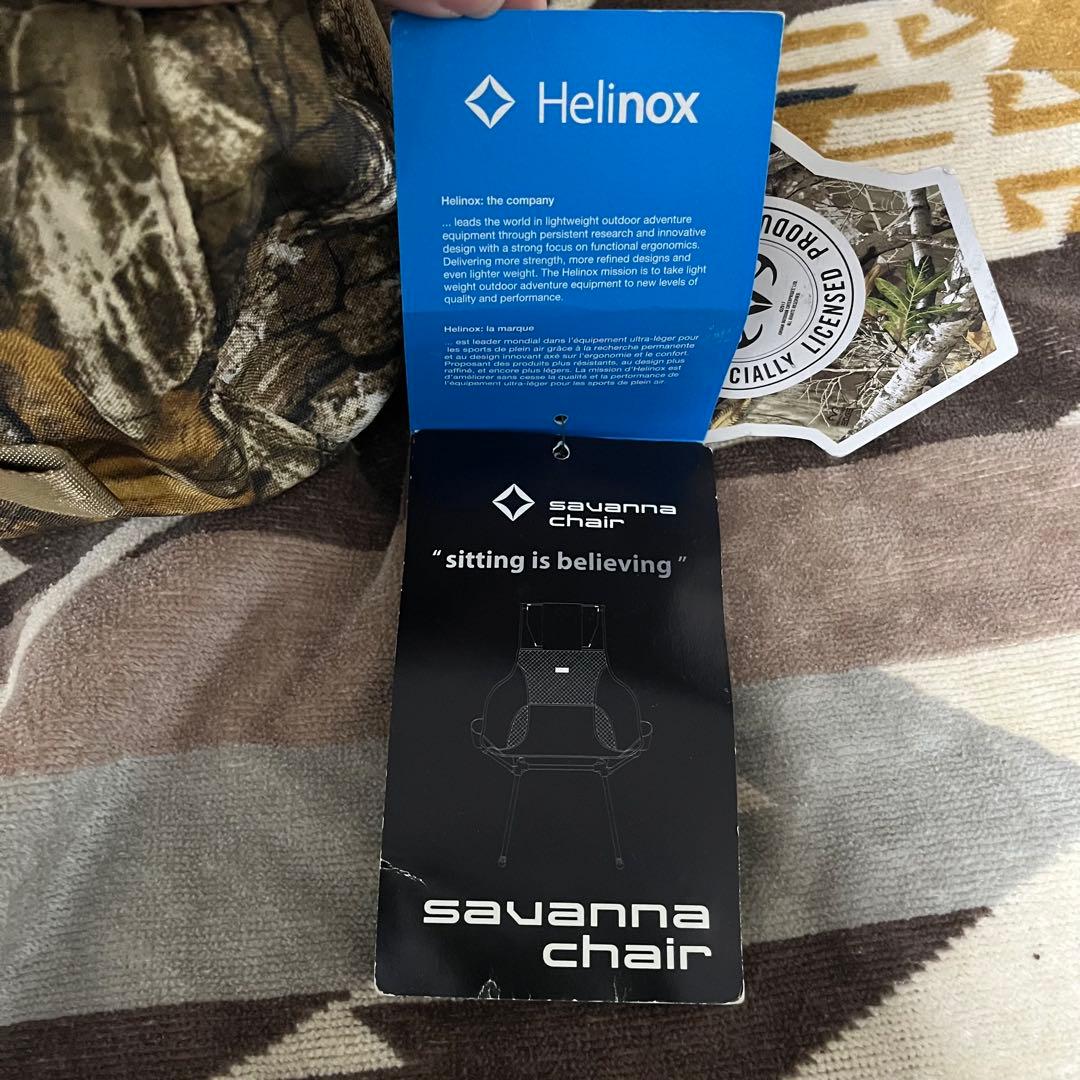 Helinox
Helinox: the company
... leads the world in lightweight outdoor adventure
equipment through persistent research and innovative
design with a strong focus on functional ergonomics.
Delivering more strength, more refined designs and
even lighter weight. The Helinox mission is to take light
weight outdoor adventure equipment to new levels of
quality and performance.
Helinox: la marque
... est leader mondial dans l'équipement ultra-léger pour
les sports de plein air grâce à la recherche permanente
et au design innovant axé sur l'ergonomie et le confort.
Proposant des produits plus résistants, au design plus
raffiné, et encore plus légers. La mission d'Helinox est
d'améliorer sans cesse la qualité et la performance de
l'équipement ultra-léger pour les sports de plein air.
CIALLY LICENSED PRODU
savanna
chair
“sitting is believing”
savanna
chair